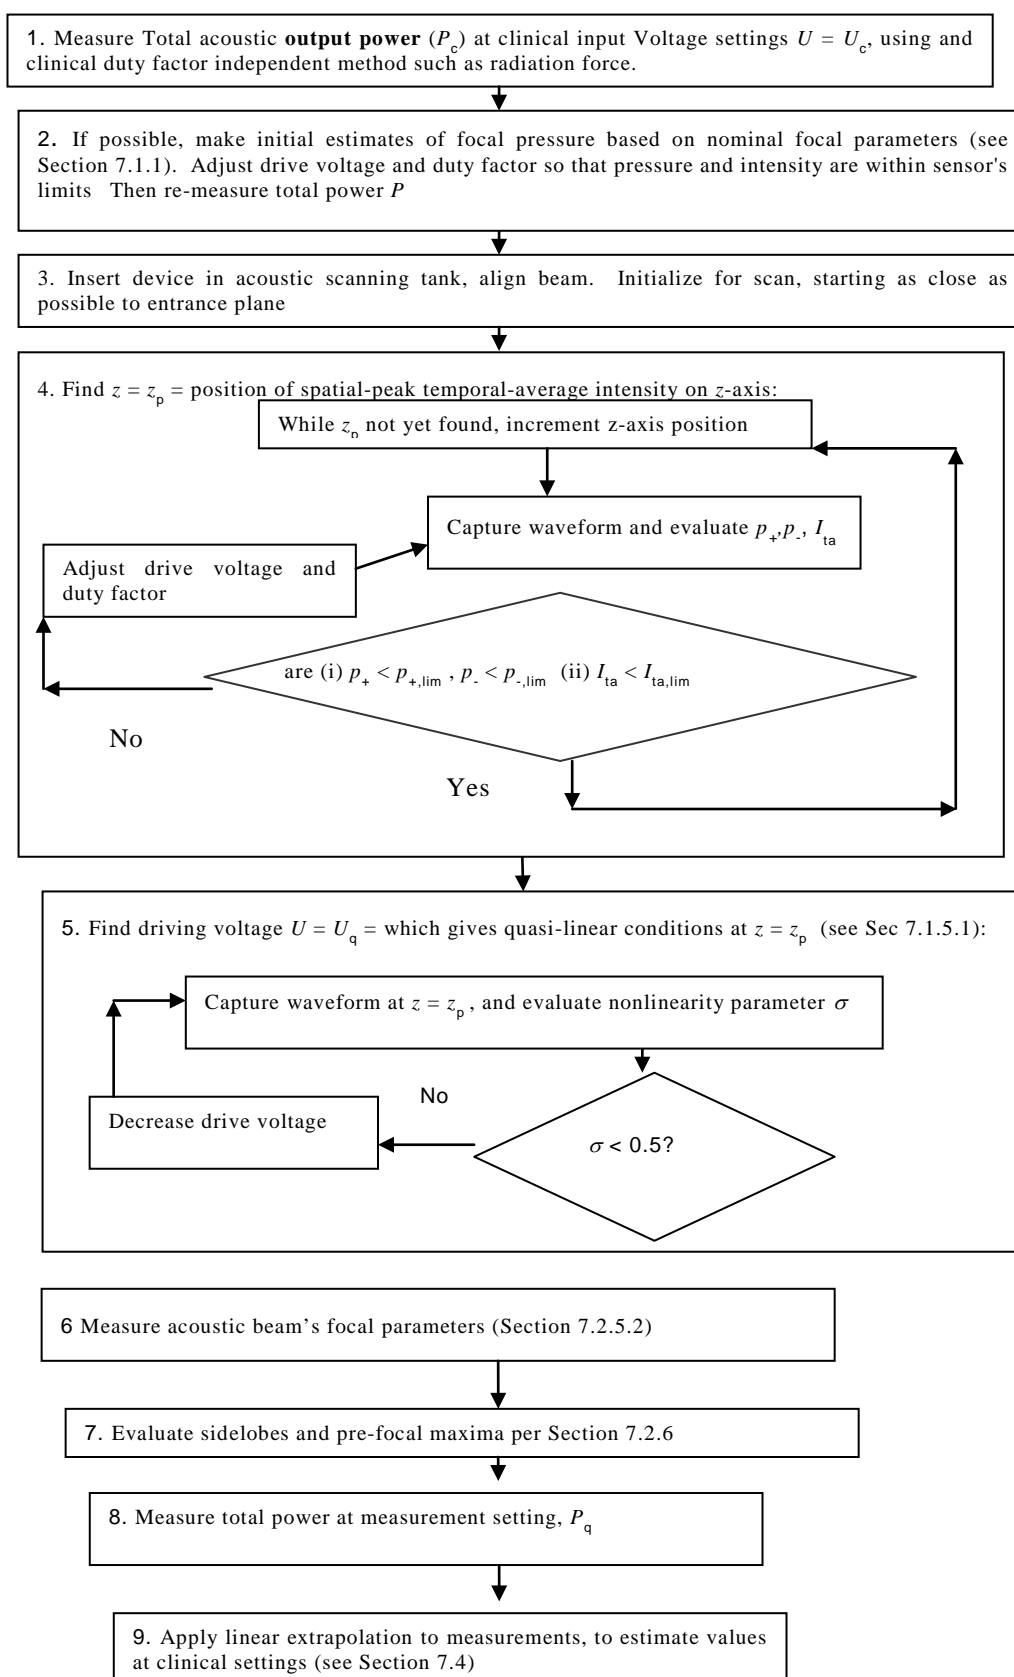 1. Measure Total acoustic output power (Pc) at clinical input Voltage settings U = Uc, using and
clinical duty factor independent method such as radiation force.
2. If possible, make initial estimates of focal pressure based on nominal focal parameters (see
Section 7.1.1). Adjust drive voltage and duty factor so that pressure and intensity are within sensor's
limits Then re-measure total power P
3. Insert device in acoustic scanning tank, align beam. Initialize for scan, starting as close as
possible to entrance plane
4. Find z = zp = position of spatial-peak temporal-average intensity on z-axis:
While zp not yet found, increment z-axis position
Capture waveform and evaluate p+,p-, Ita
Adjust drive voltage and
duty factor
are (i) p+ < p+,lim , p- < p-,lim (ii) Ita < Ita,lim
No
Yes
5. Find driving voltage U = Uq = which gives quasi-linear conditions at z = zp (see Sec 7.1.5.1):
Capture waveform at z = zp , and evaluate nonlinearity parameter σ
No
Decrease drive voltage
σ < 0.5?
6 Measure acoustic beam’s focal parameters (Section 7.2.5.2)
7. Evaluate sidelobes and pre-focal maxima per Section 7.2.6
8. Measure total power at measurement setting, Pq
9. Apply linear extrapolation to measurements, to estimate values
at clinical settings (see Section 7.4)